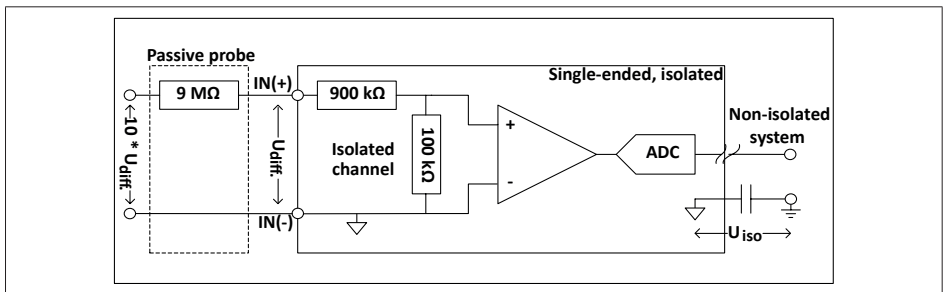 Passive probe
Single-ended, isolated
IN(+)
9 MΩ
900 kΩ
10 * Udiff.
Udiff.
Isolated
channel
100 kΩ
+
-
ADC
Non-isolated
system
IN(-)
Uiso